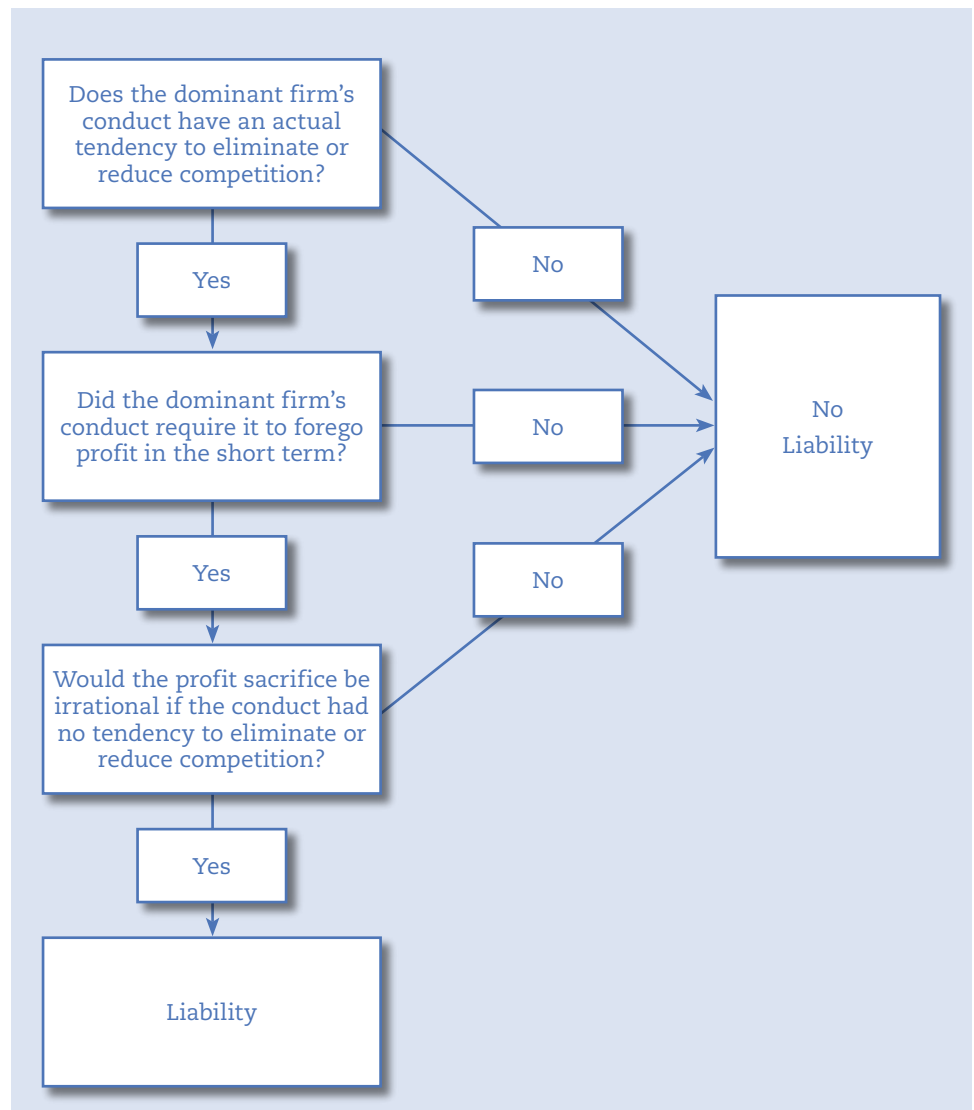 Does the dominant firm's
conduct have an actual
tendency to eliminate or
reduce competition?
Yes
No
Did the dominant firm's
conduct require it to forego
profit in the short term?
No
No
Liability
Yes
No
Would the profit sacrifice be
irrational if the conduct had
no tendency to eliminate or
reduce competition?
Yes
Liability